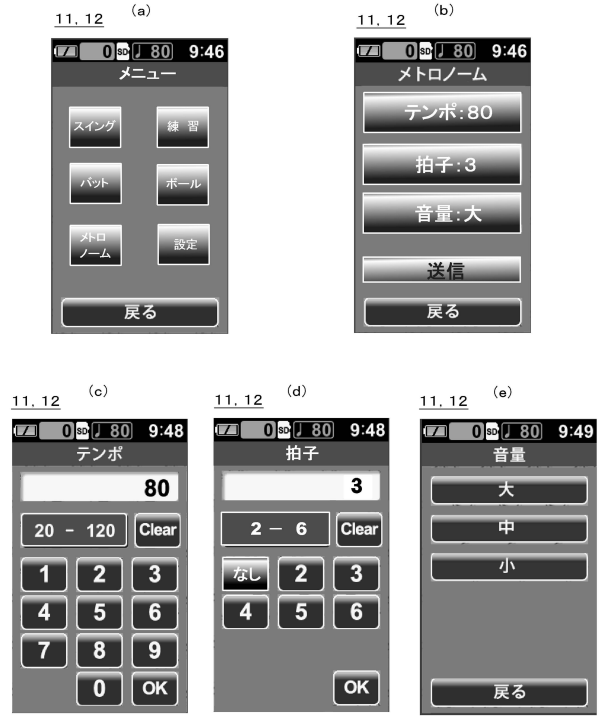 (a)
11, 12
0 SD ♩80 9:46
メニュー
スイング 練習
バット ボール
メトロ
ノーム
設定
戻る
(b)
11, 12
0 SD ♩80 9:46
メトロノーム
テンポ:80
拍子:3
音量:大
送信
戻る
(c)
11, 12
0 SD ♩80 9:48
テンポ
80
20 - 120 Clear
1 2 3
4 5 6
7 8 9
0 OK
(d)
11, 12
0 SD ♩80 9:48
拍子
3
2 - 6 Clear
なし 2 3
4 5 6
OK
(e)
11, 12
0 SD ♩80 9:49
音量
大
中
小
戻る